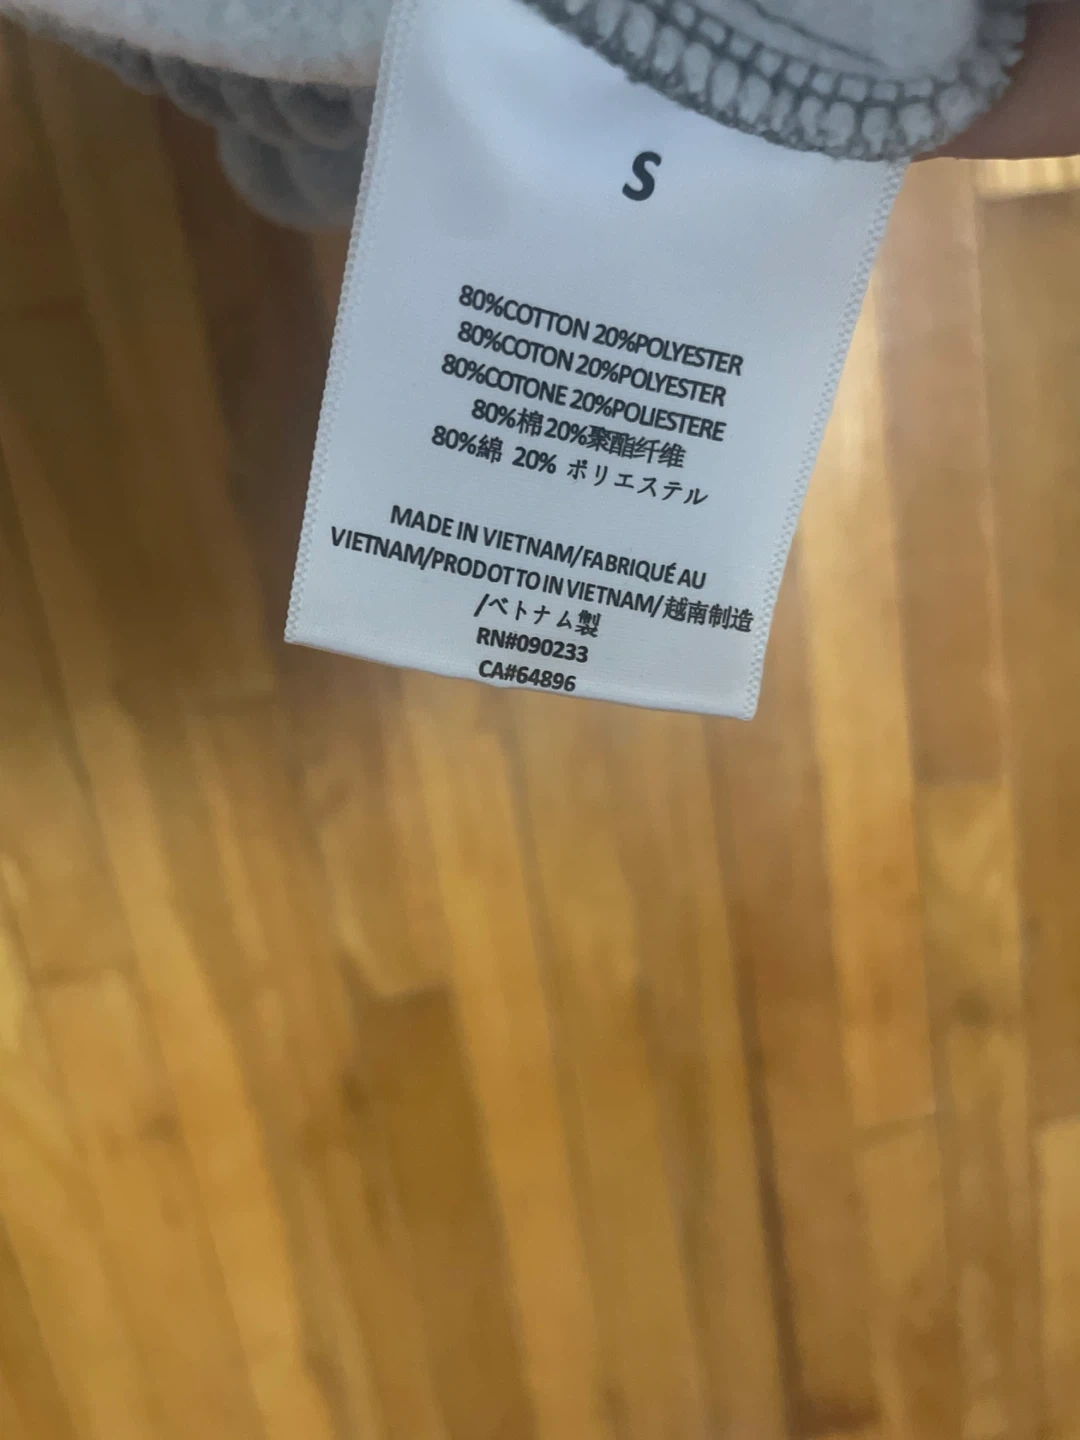 S
80%COTTON 20%POLYESTER
80%COTON 20%POLYESTER
80%COTONE 20%POLIESTERE
80%棉20%聚酯纤维
80%綿 20% ポリエステル
MADE IN VIETNAM/FABRIQUÉ AU
VIETNAM/PRODOTTO IN VIETNAM/越南制造
/ベトナム製
RN#090233
CA#64896